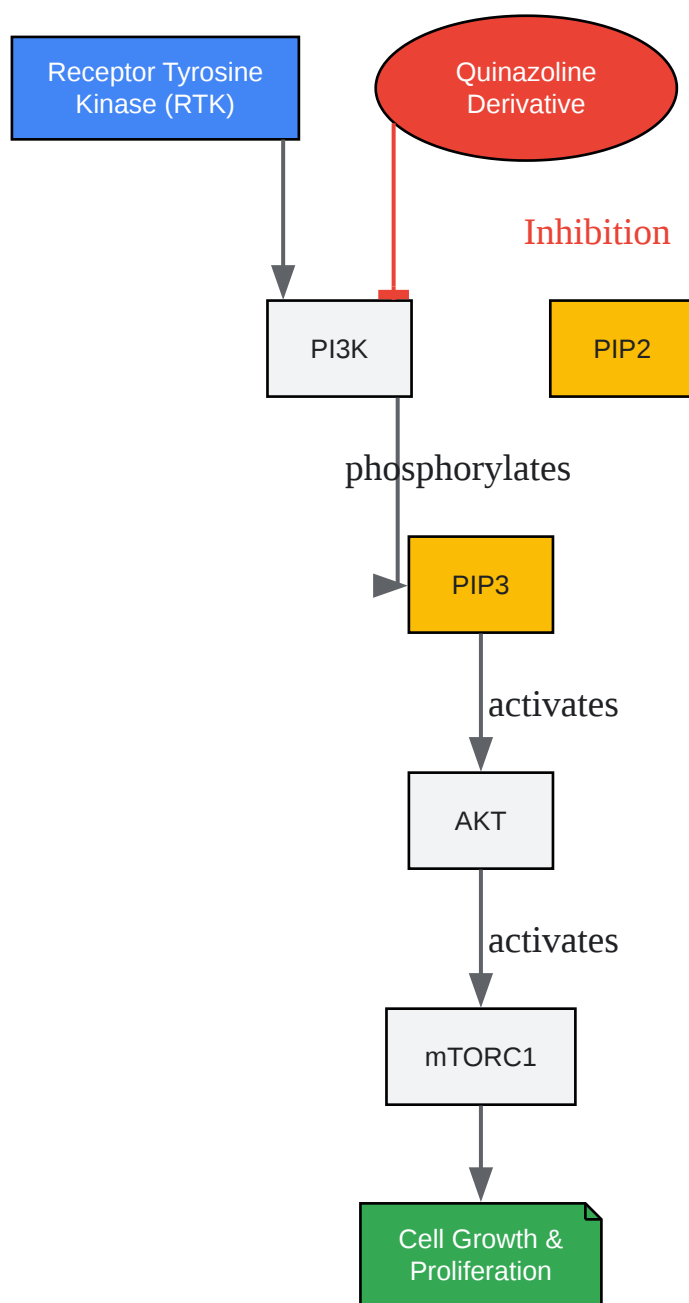 Receptor Tyrosine
Kinase (RTK)
Quinazoline
Derivative
Inhibition
PI3K
PIP2
phosphorylates
PIP3
activates
AKT
activates
mTORC1
Cell Growth &
Proliferation